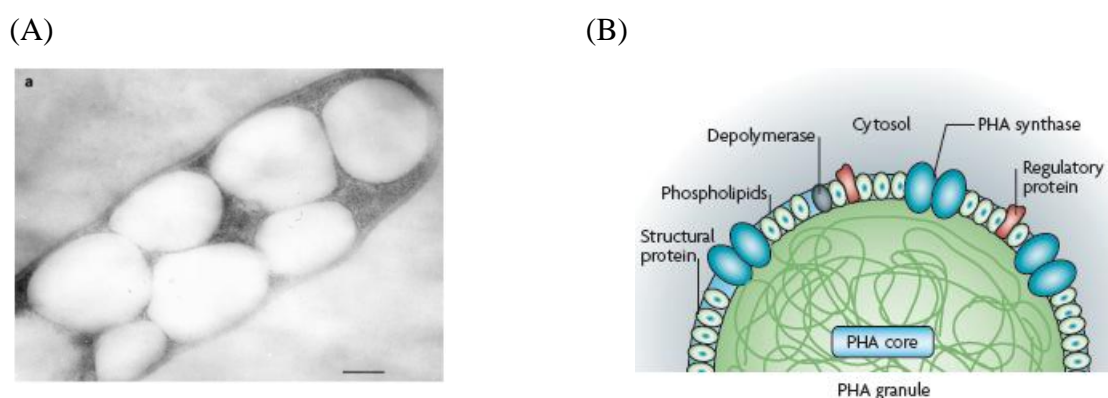 (A)
(B)
a
Cytosol
PHA synthase
Depolymerase
Regulatory
protein
Phospholipids
Structural
protein
PHA core
PHA granule